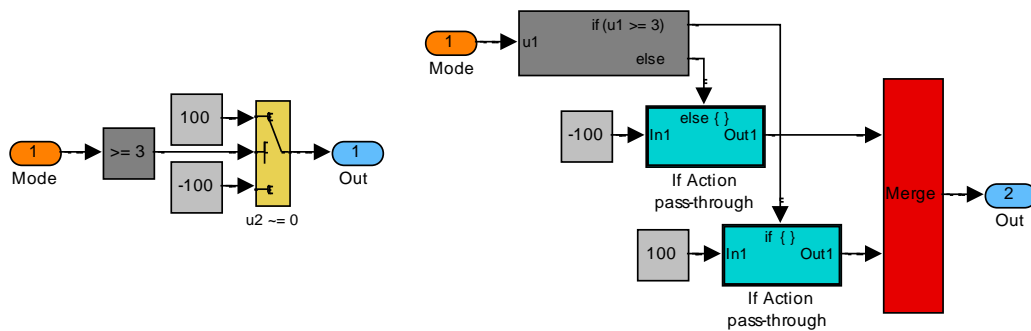 1
Mode
>= 3
100
-100
u2 ~= 0
1
Out
1
Mode
u1
if(u1 >= 3)
else
-100
In1
else { }
Out1
If Action
pass-through
100
In1
if { }
Out1
If Action
pass-through
Merge
2
Out